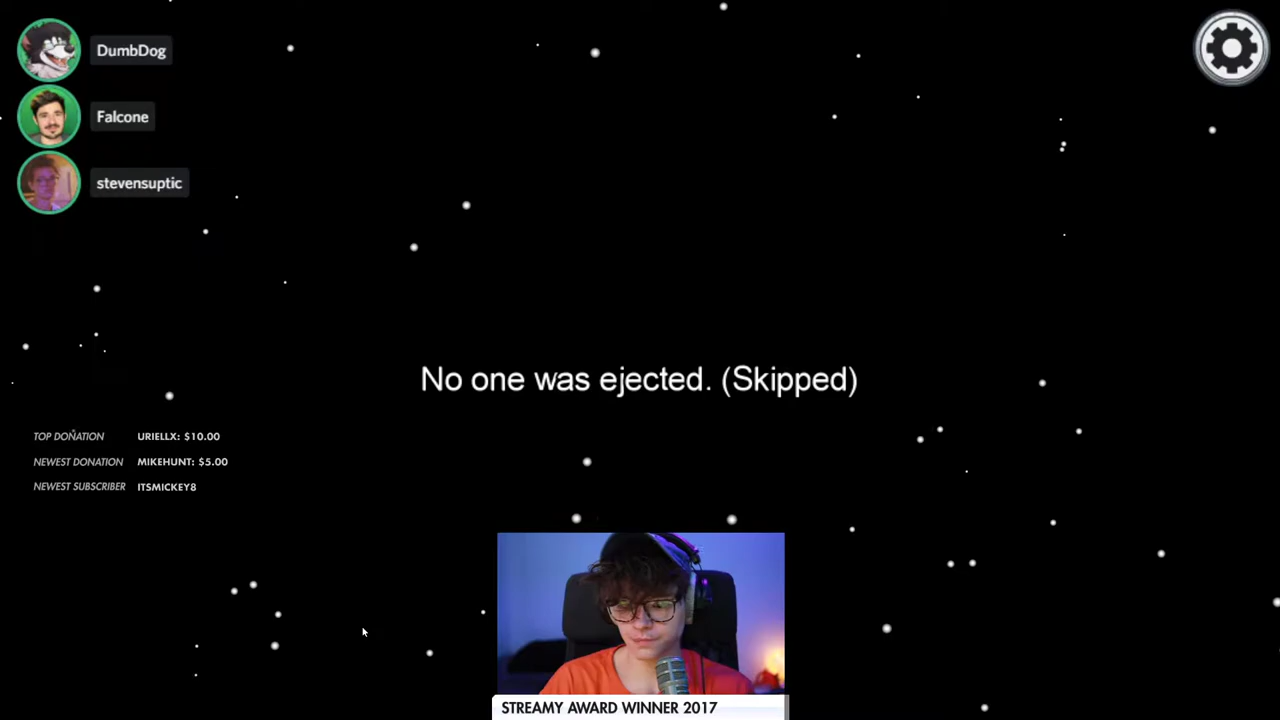 DumbDog
Falcone
stevensuptic
No one was ejected. (Skipped)
TOP DONATION URIELLX: $10.00
NEWEST DONATION MIKEHUNT: $5.00
NEWEST SUBSCRIBER ITSMICKEY8
STREAMY AWARD WINNER 2017